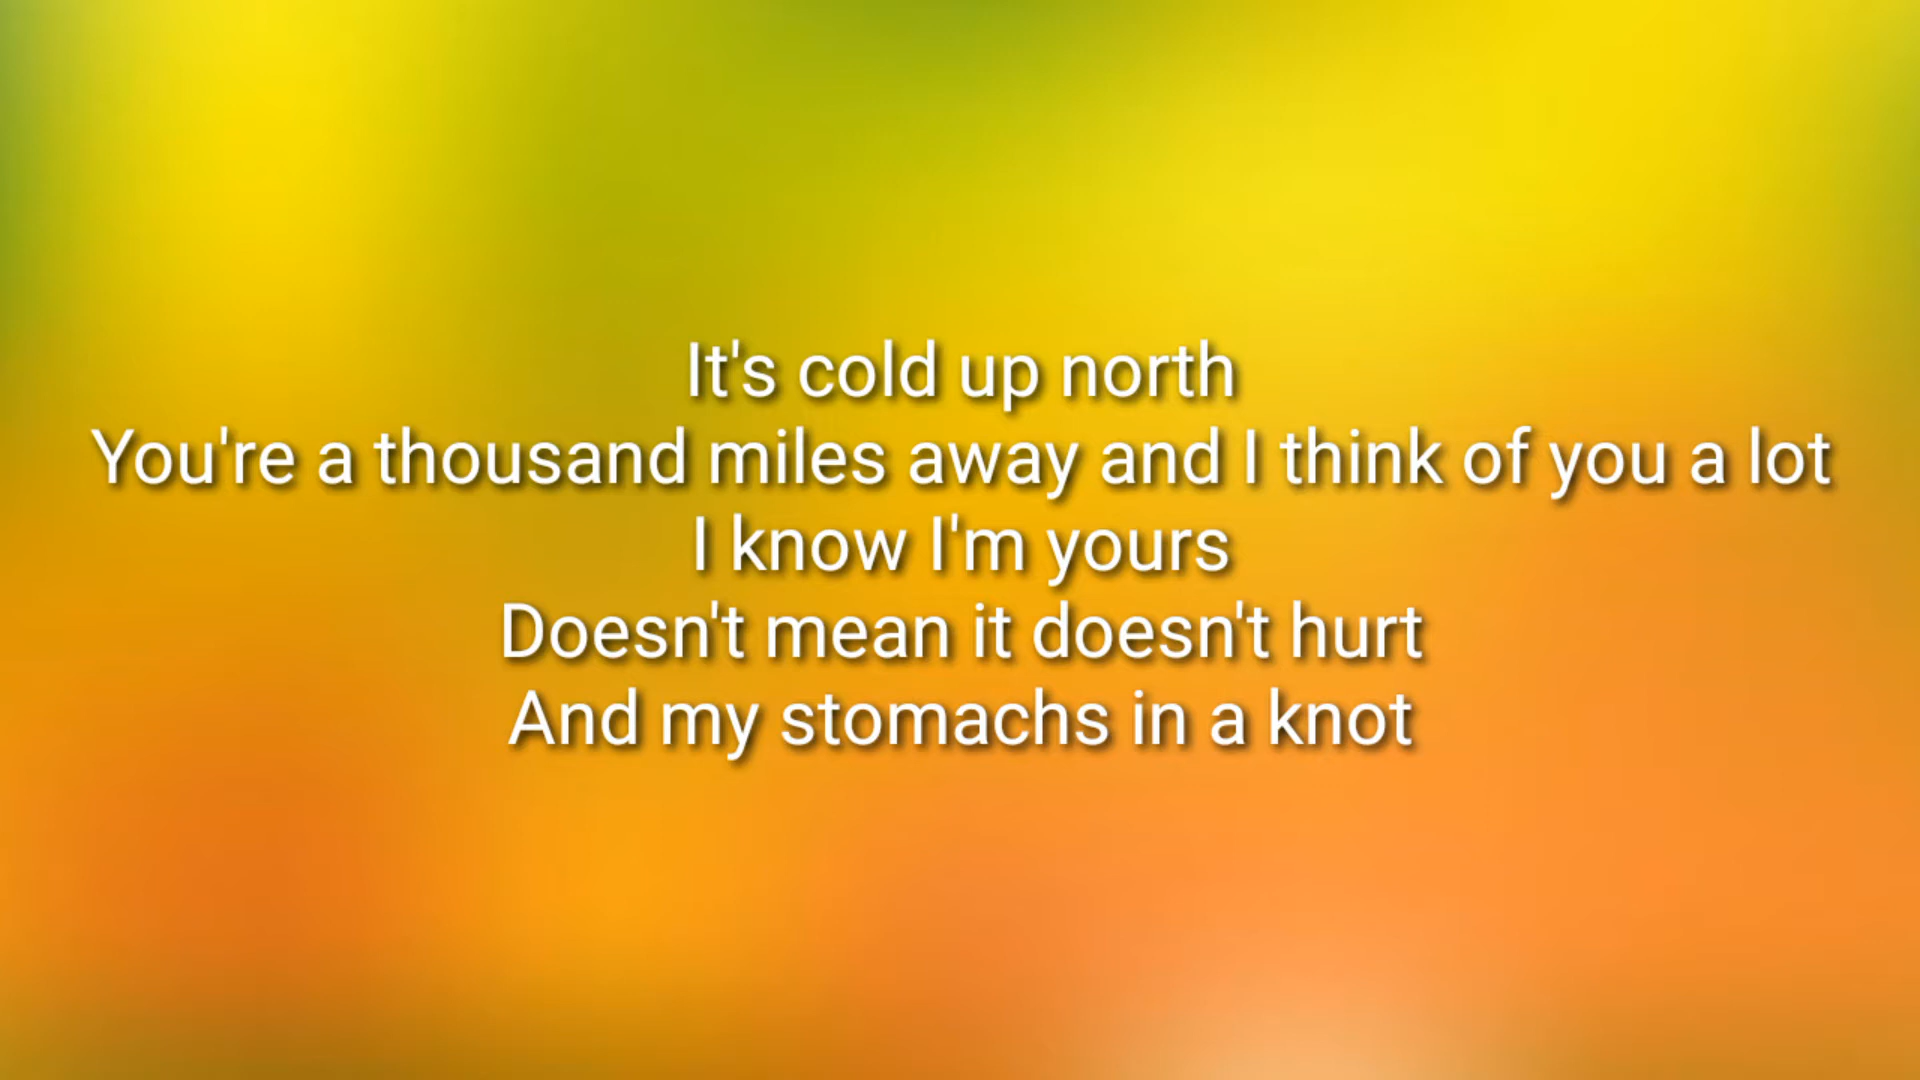 It's cold up north
You're a thousand miles away and I think of you a lot
I know I'm yours
Doesn't mean it doesn't hurt
And my stomachs in a knot